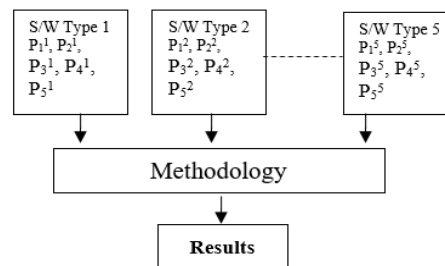 S/W Type 1
P₁¹, P₂¹,
P₃¹, P₄¹,
P₅¹
S/W Type 2
P₁², P₂²,
P₃², P₄²,
P₅²
S/W Type 5
P₁⁵, P₂⁵,
P₃⁵, P₄⁵,
P₅⁵
Methodology
Results